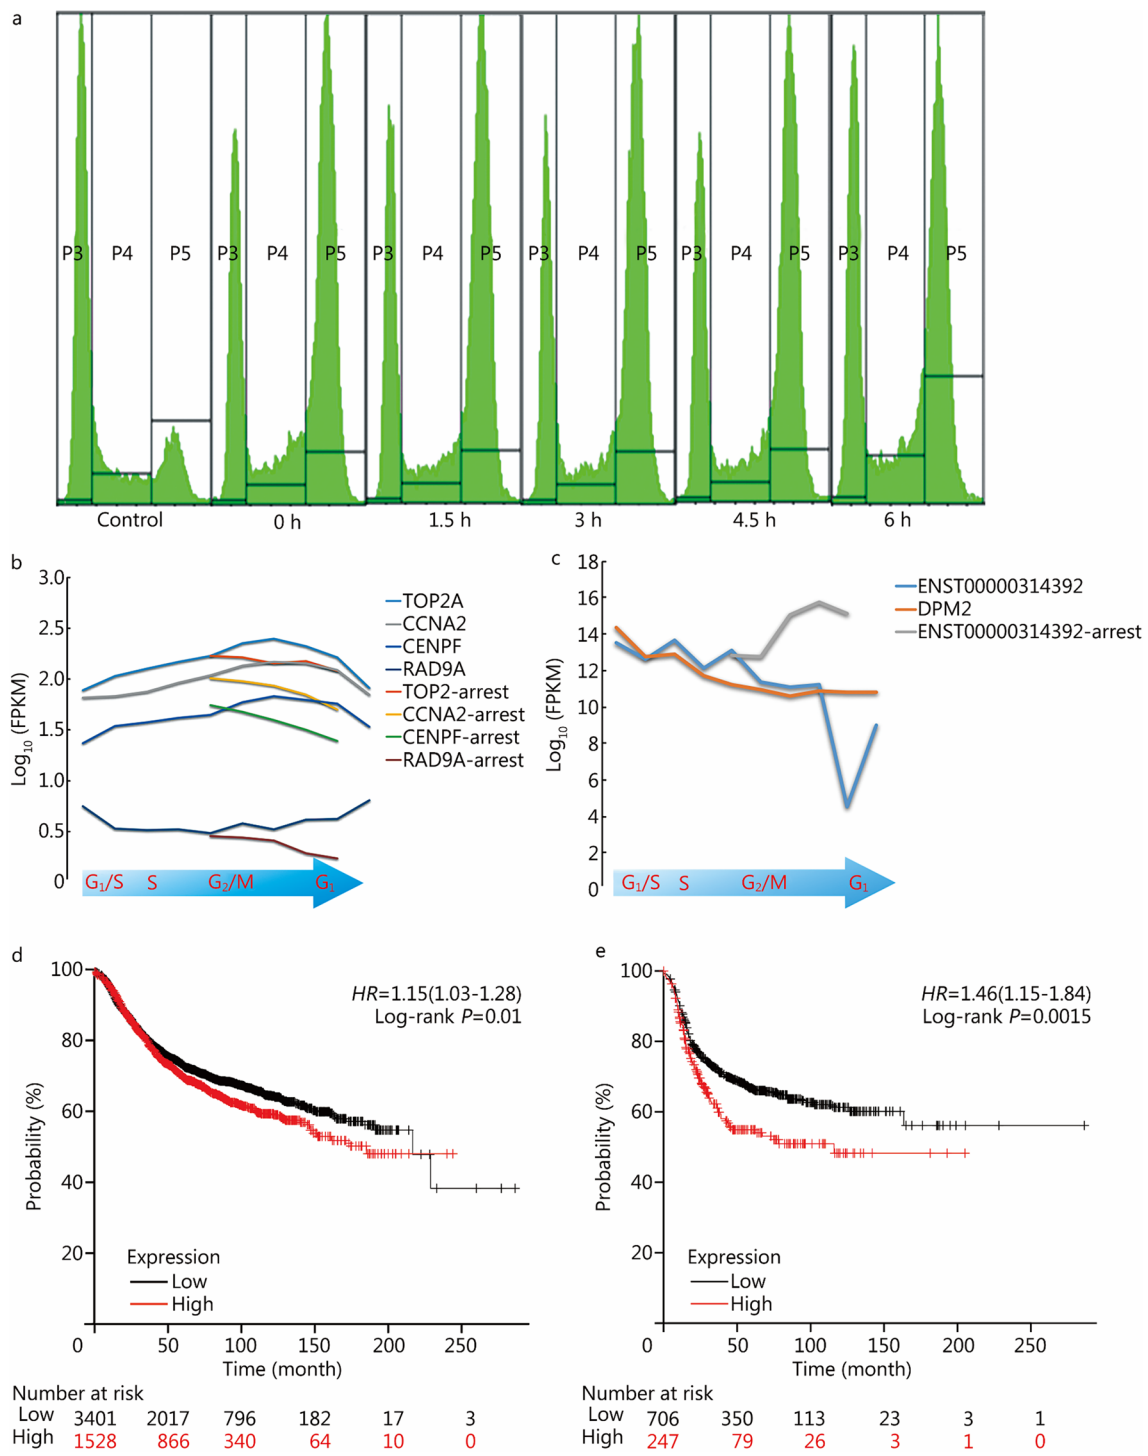 a
P3 P4 P5 P3 P4 P5 P3 P4 P5 P3 P4 P5 P3 P4 P5 P3 P4 P5
Control 0 h 1.5 h 3 h 4.5 h 6 h
b
Log10 (FPKM)
3.0
2.5
2.0
1.5
1.0
0.5
0
TOP2A
CCNA2
CENPF
RAD9A
TOP2-arrest
CCNA2-arrest
CENPF-arrest
RAD9A-arrest
G1/S S G2/M G1
c
Log10 (FPKM)
18
16
14
12
10
8
6
4
2
0
ENST00000314392
DPM2
ENST00000314392-arrest
G1/S S G2/M G1
d
Probability (%)
100
80
60
40
20
HR=1.15(1.03-1.28)
Log-rank P=0.01
Expression
Low
High
0 50 100 150 200 250
Time (month)
Number at risk
Low 3401 2017 796 182 17 3
High 1528 866 340 64 10 0
e
Probability (%)
100
80
60
40
20
HR=1.46(1.15-1.84)
Log-rank P=0.0015
Expression
Low
High
0 50 100 150 200 250
Time (month)
Number at risk
Low 706 350 113 23 3 1
High 247 79 26 3 1 0